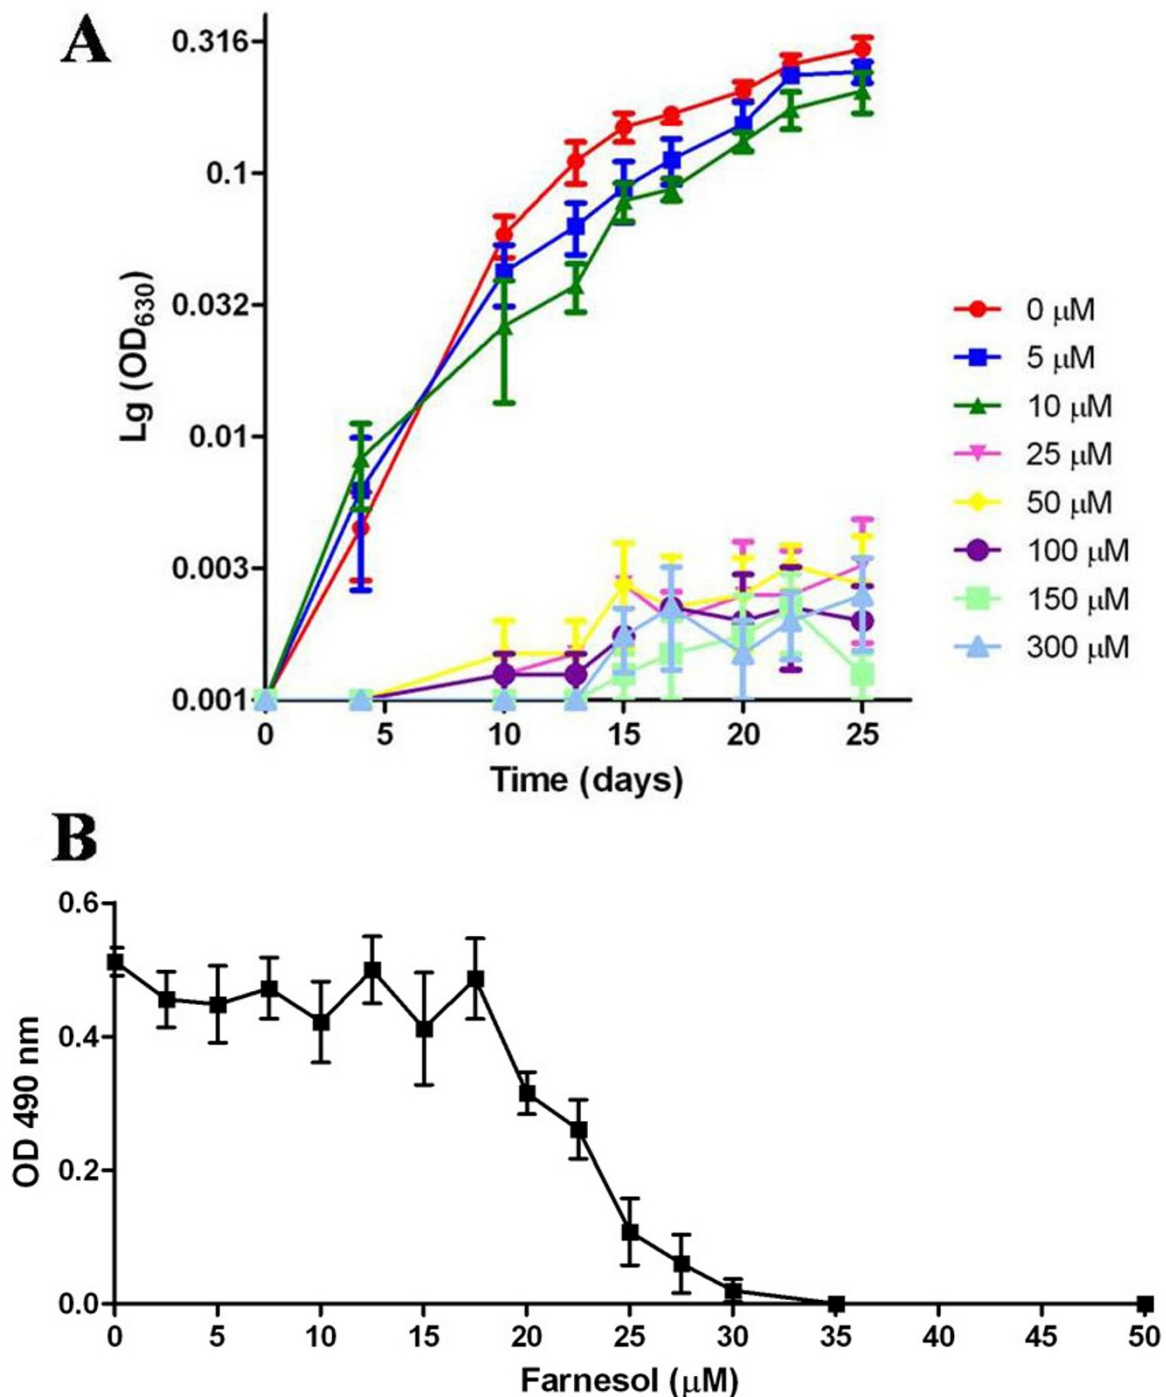 A
0.316
0.1
0.032
0.01
0.003
0.001
Lg (OD630)
0 5 10 15 20 25
Time (days)
0 µM
5 µM
10 µM
25 µM
50 µM
100 µM
150 µM
300 µM
B
0.6
0.4
0.2
0.0
OD 490 nm
0 5 10 15 20 25 30 35 40 45 50
Farnesol (µM)